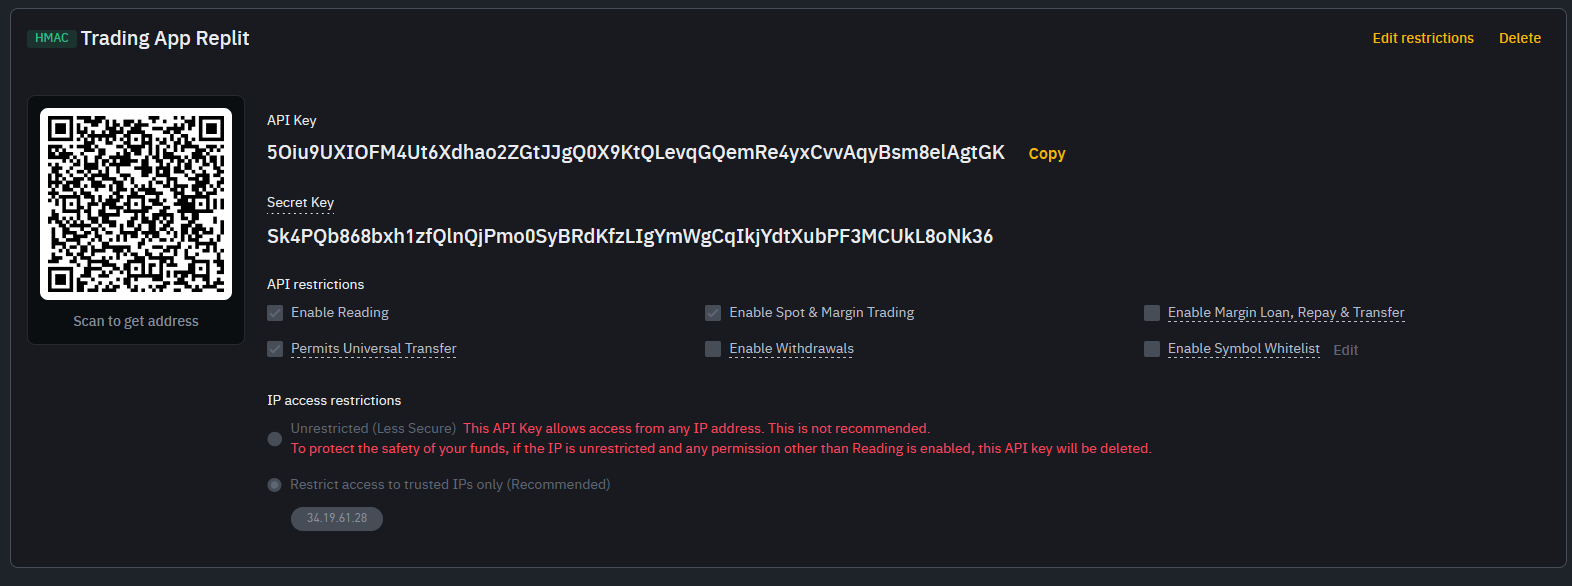 HMAC Trading App Replit
Edit restrictions Delete
API Key
5Oiu9UXIOFM4Ut6Xdhao2ZGtJJgQ0X9KtQLevqGQemRe4yxCvvAqyBsm8elAgtGK Copy
Secret Key
Sk4PQb868bxh1zfQlnQjPmo0SyBRdKfzLIgYmWgCqIkjYdtXubPF3MCUkL8oNk36
Scan to get address
API restrictions
Enable Reading
Enable Spot & Margin Trading
Enable Margin Loan, Repay & Transfer
Permits Universal Transfer
Enable Withdrawals
Enable Symbol Whitelist Edit
IP access restrictions
Unrestricted (Less Secure) This API Key allows access from any IP address. This is not recommended.
To protect the safety of your funds, if the IP is unrestricted and any permission other than Reading is enabled, this API key will be deleted.
Restrict access to trusted IPs only (Recommended)
34.19.61.28